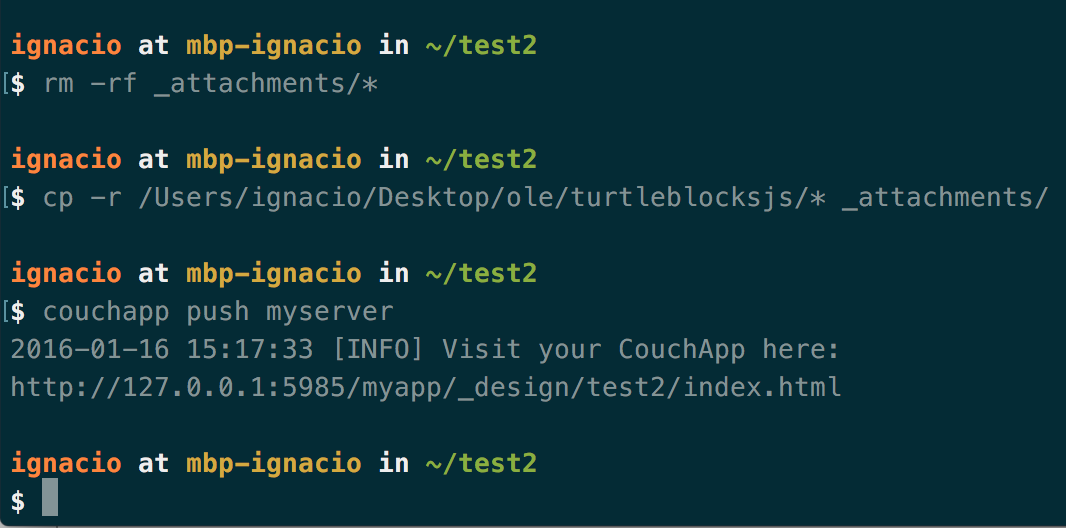 ignacio at mbp-ignacio in ~/test2
[$ rm -rf _attachments/*
ignacio at mbp-ignacio in ~/test2
[$ cp -r /Users/ignacio/Desktop/ole/turtleblocksjs/* _attachments/
ignacio at mbp-ignacio in ~/test2
[$ couchapp push myserver
2016-01-16 15:17:33 [INFO] Visit your CouchApp here:
http://127.0.0.1:5985/myapp/_design/test2/index.html
ignacio at mbp-ignacio in ~/test2
$